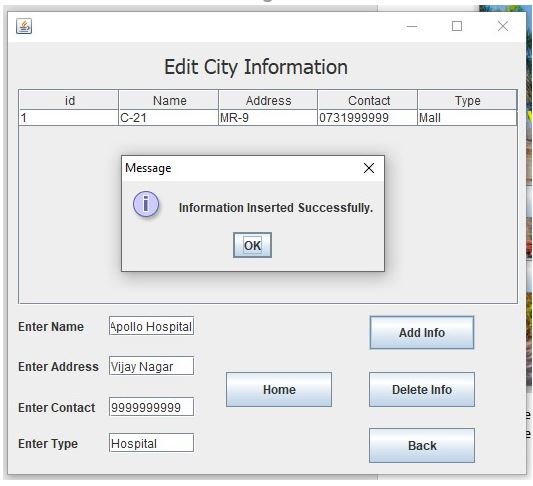 Edit City Information
id Name Address Contact Type
1 C-21 MR-9 0731999999 Mall
Message
Information Inserted Successfully.
OK
Enter Name Apollo Hospital Add Info
Enter Address Vijay Nagar
Home Delete Info
Enter Contact 9999999999
Enter Type Hospital Back